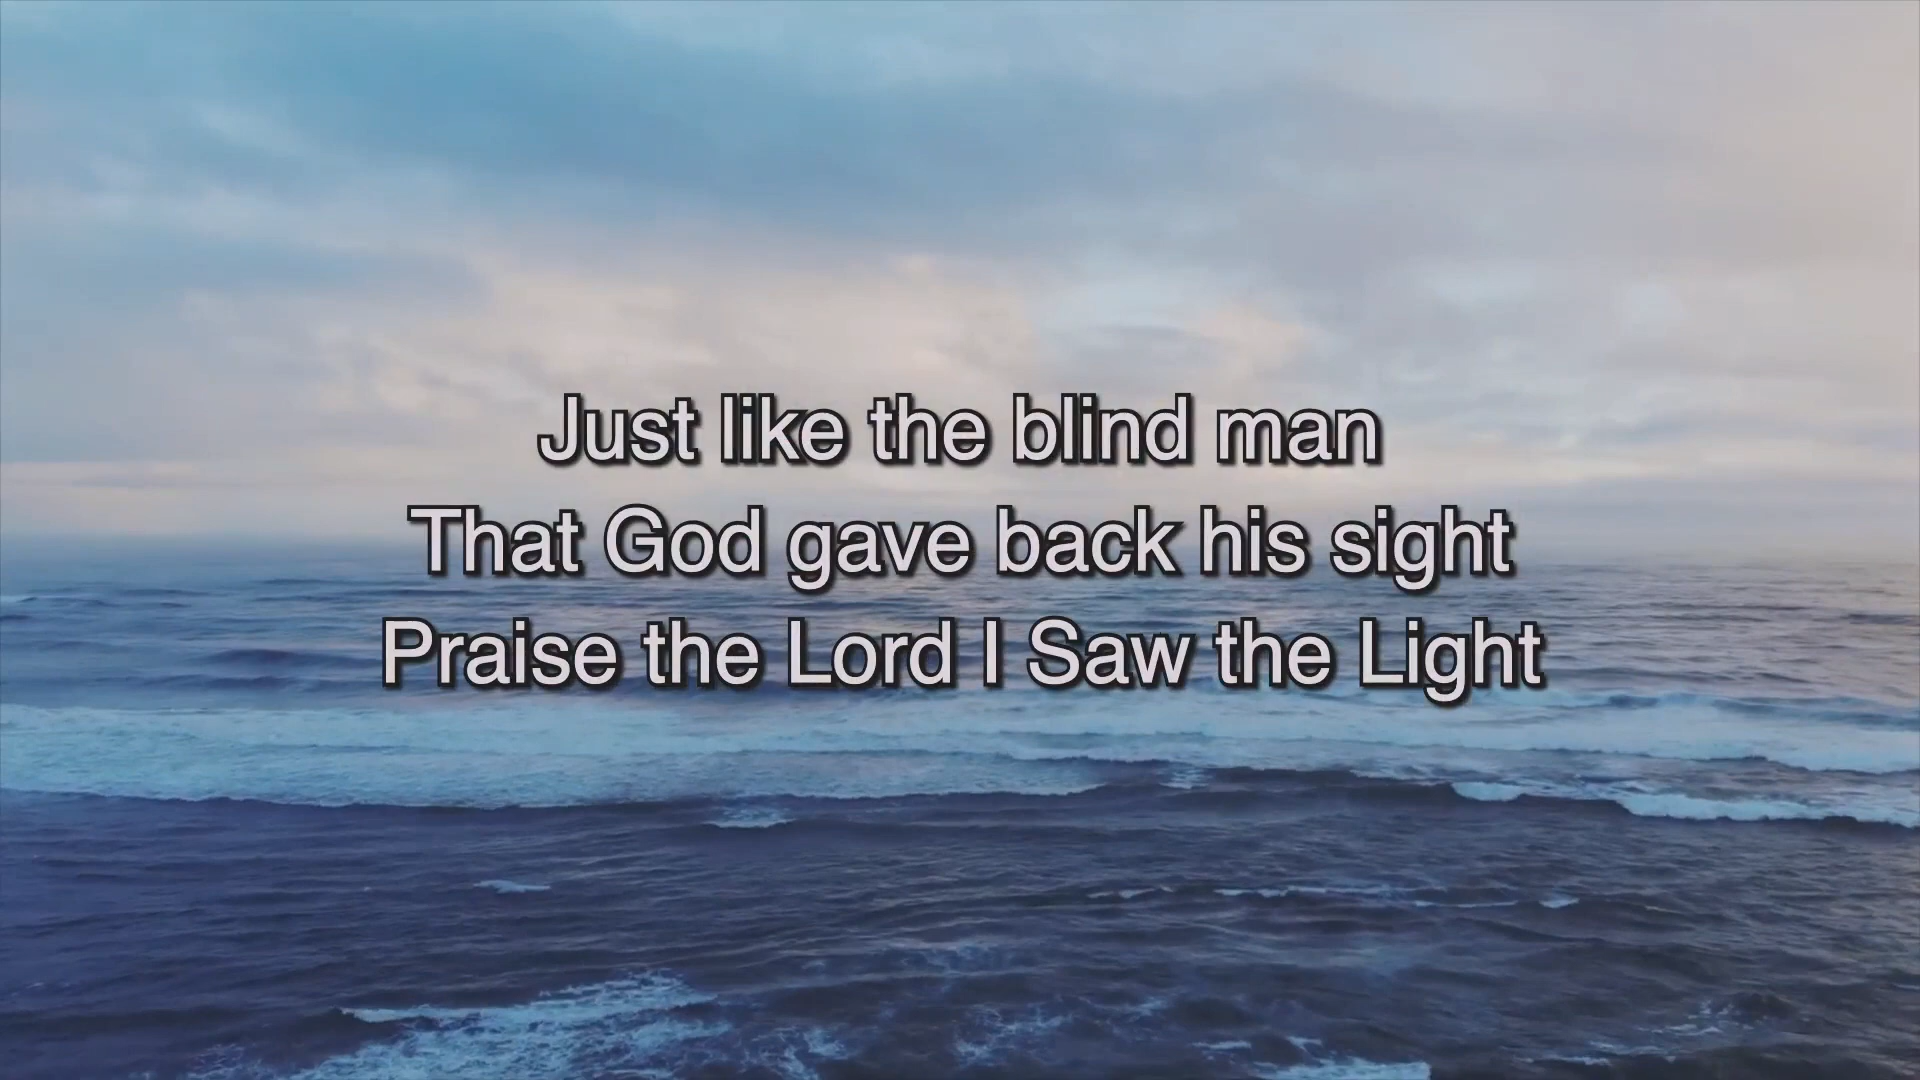 Just like the blind man
That God gave back his sight
Praise the Lord I Saw the Light